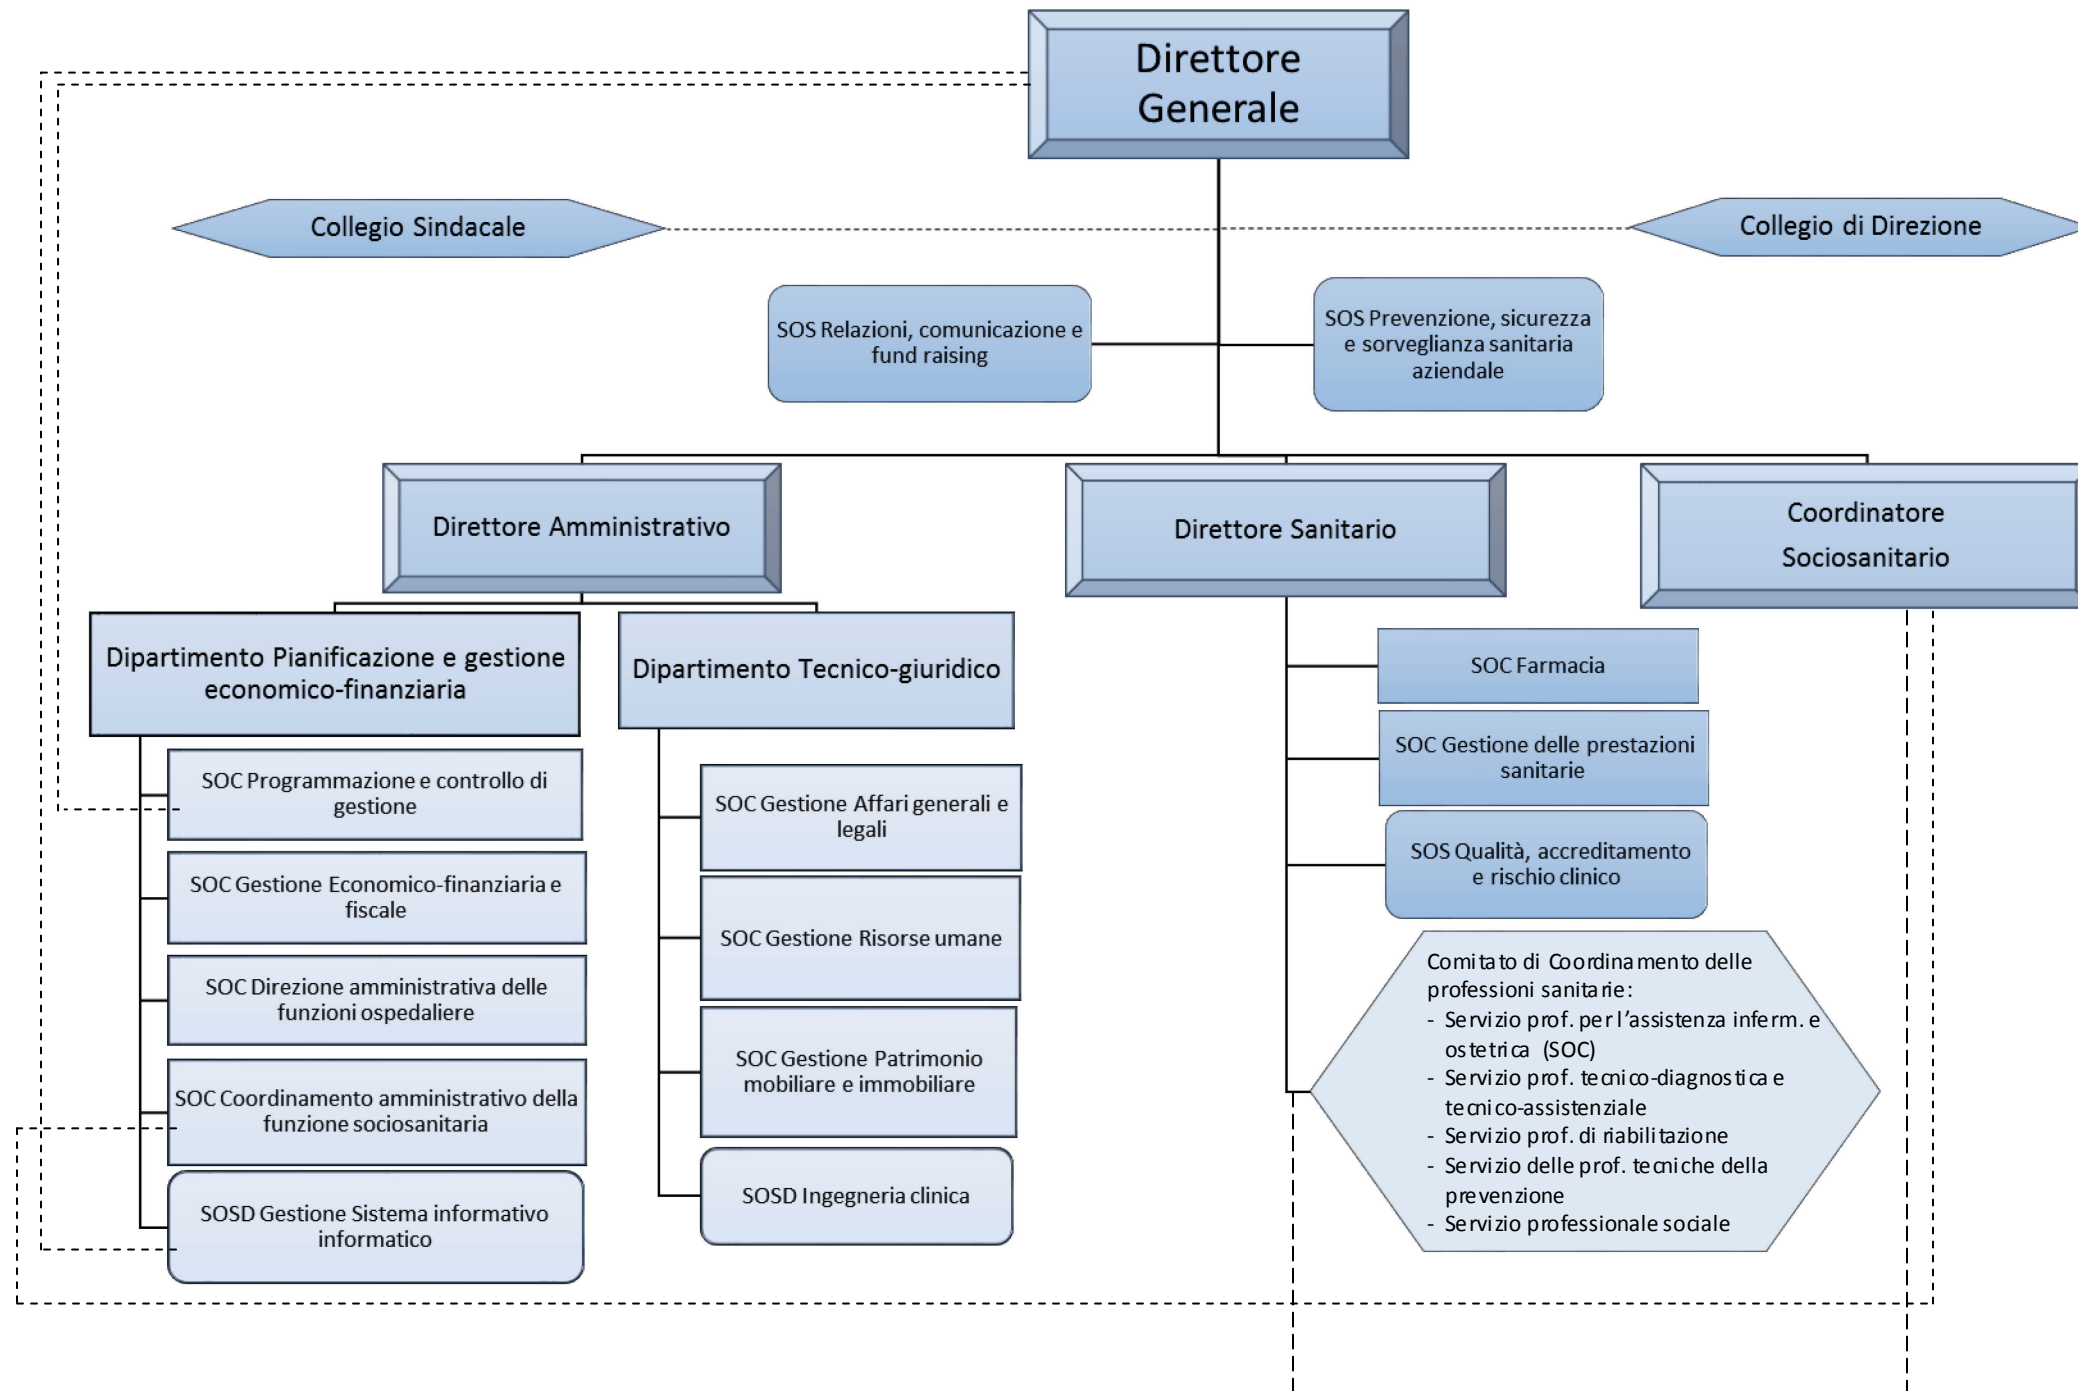 Direttore
Generale
Collegio Sindacale
Collegio di Direzione
SOS Relazioni, comunicazione e
fund raising
SOS Prevenzione, sicurezza
e sorveglianza sanitaria
aziendale
Direttore Amministrativo
Direttore Sanitario
Coordinatore
Sociosanitario
Dipartimento Pianificazione e gestione
economico-finanziaria
SOC Programmazione e controllo di
gestione
SOC Gestione Economico-finanziaria e
fiscale
SOC Direzione amministrativa delle
funzioni ospedaliere
SOC Coordinamento amministrativo della
funzione sociosanitaria
SOSD Gestione Sistema informativo
informatico
Dipartimento Tecnico-giuridico
SOC Gestione Affari generali e
legali
SOC Gestione Risorse umane
SOC Gestione Patrimonio
mobiliare e immobiliare
SOSD Ingegneria clinica
SOC Farmacia
SOC Gestione delle prestazioni
sanitarie
SOS Qualità, accreditamento
e rischio clinico
Comitato di Coordinamento delle
professioni sanitarie:
- Servizio prof. per l'assistenza inferm. e
ostetrica (SOC)
- Servizio prof. tecnico-diagnostica e
tecnico-assistenziale
- Servizio prof. di riabilitazione
- Servizio delle prof. tecniche della
prevenzione
- Servizio professionale sociale